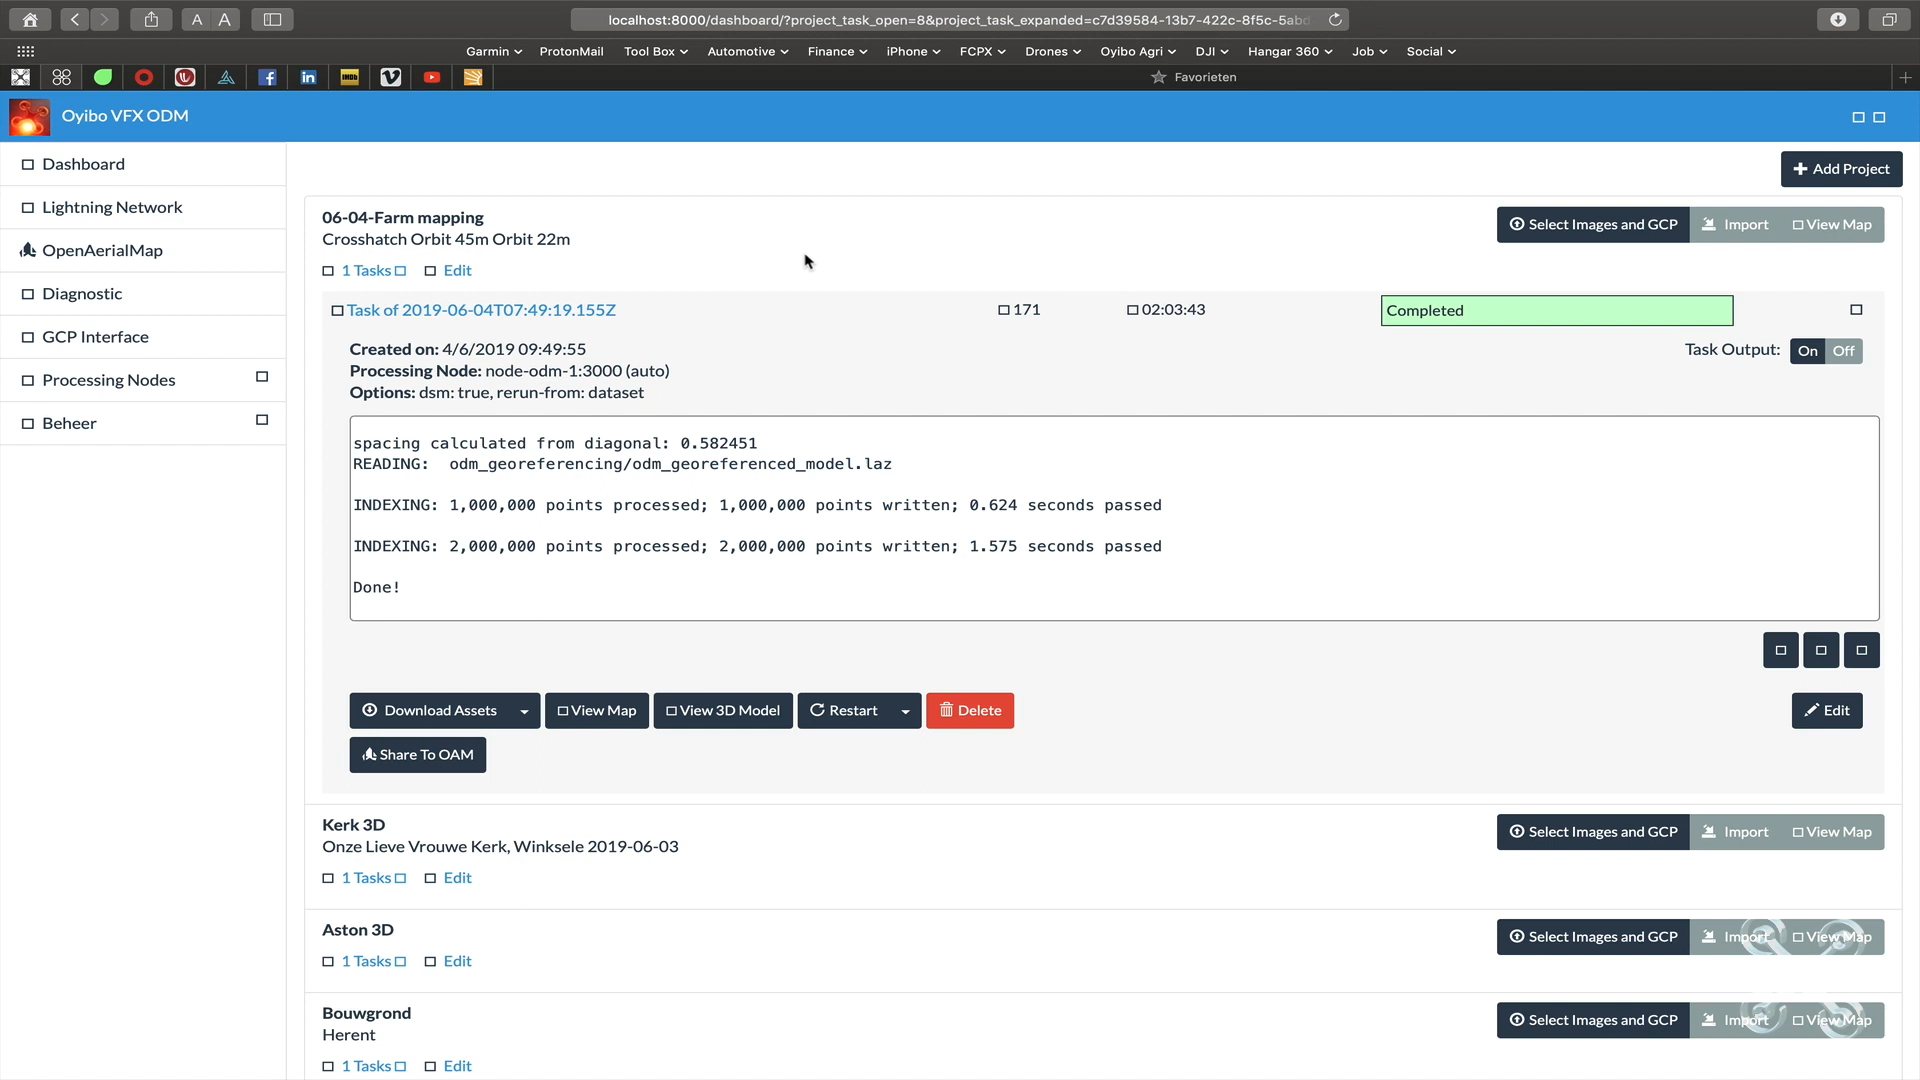 A A
localhost:8000/dashboard/?project_task_open=8&project_task_expanded=c7d39584-13b7-422c-8f5c-5abd
Garmin ProtonMail Tool Box Automotive Finance iPhone FCPX Drones Oyibo Agri DJI Hangar 360 Job Social
IMDb
Favorieten
Oyibo VFX ODM
Dashboard
Lightning Network
OpenAerialMap
Diagnostic
GCP Interface
Processing Nodes
Beheer
Add Project
06-04-Farm mapping
Crosshatch Orbit 45m Orbit 22m
Select Images and GCP Import View Map
1 Tasks Edit
Task of 2019-06-04T07:49:19.155Z 171 02:03:43 Completed
Created on: 4/6/2019 09:49:55
Task Output: On Off
Processing Node: node-odm-1:3000 (auto)
Options: dsm: true, rerun-from: dataset
spacing calculated from diagonal: 0.582451
READING: odm_georeferencing/odm_georeferenced_model.laz
INDEXING: 1,000,000 points processed; 1,000,000 points written; 0.624 seconds passed
INDEXING: 2,000,000 points processed; 2,000,000 points written; 1.575 seconds passed
Done!
Download Assets View Map View 3D Model Restart Delete Edit
Share To OAM
Kerk 3D
Onze Lieve Vrouwe Kerk, Winksele 2019-06-03
Select Images and GCP Import View Map
1 Tasks Edit
Aston 3D
Select Images and GCP Import View Map
1 Tasks Edit
Bouwgrond
Herent
Select Images and GCP Import View Map
1 Tasks Edit